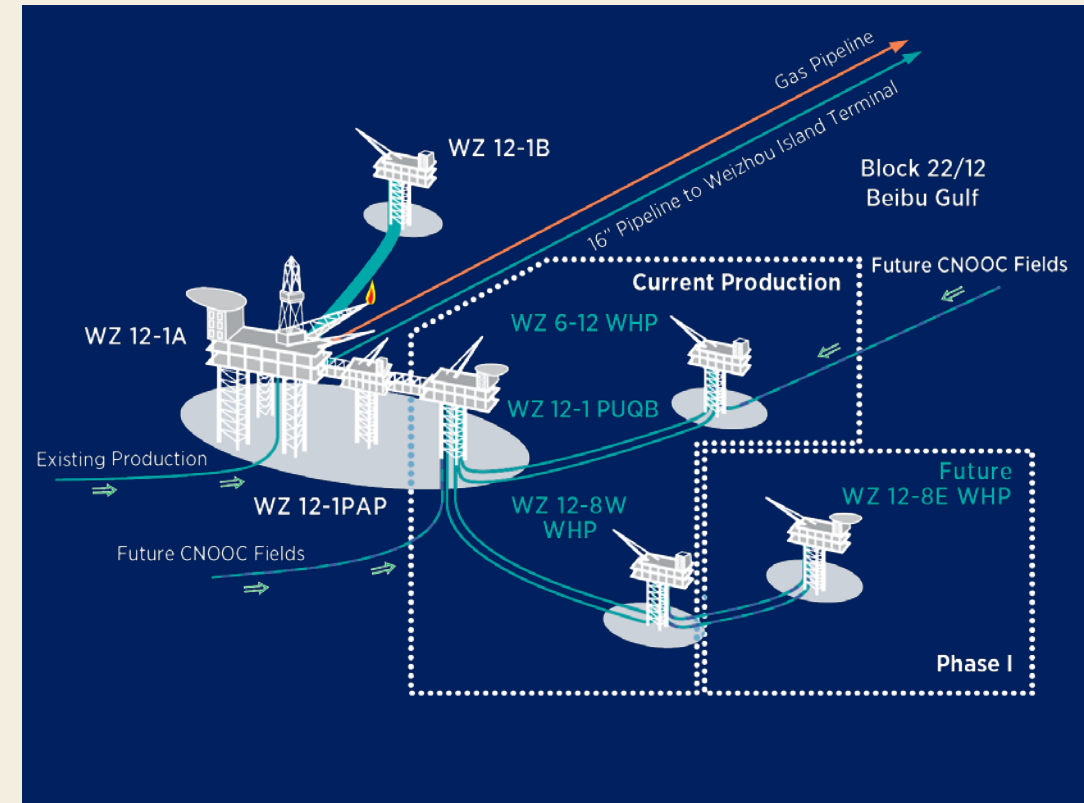 Gas Pipeline
16" Pipeline to Weizhou Island Terminal
WZ 12-1B
Block 22/12
Beibu Gulf
Future CNOOC Fields
Current Production
WZ 12-1A
WZ 6-12 WHP
WZ 12-1 PUQB
Existing Production
WZ 12-1PAP
WZ 12-8W
WHP
Future
WZ 12-8E WHP
Future CNOOC Fields
Phase I